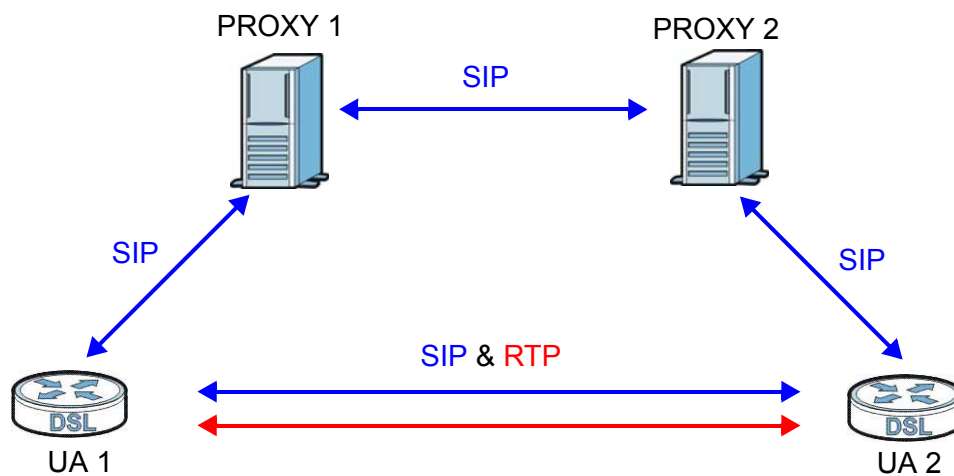 PROXY 1
PROXY 2
SIP
SIP
SIP
SIP & RTP
DSL
DSL
UA 1
UA 2